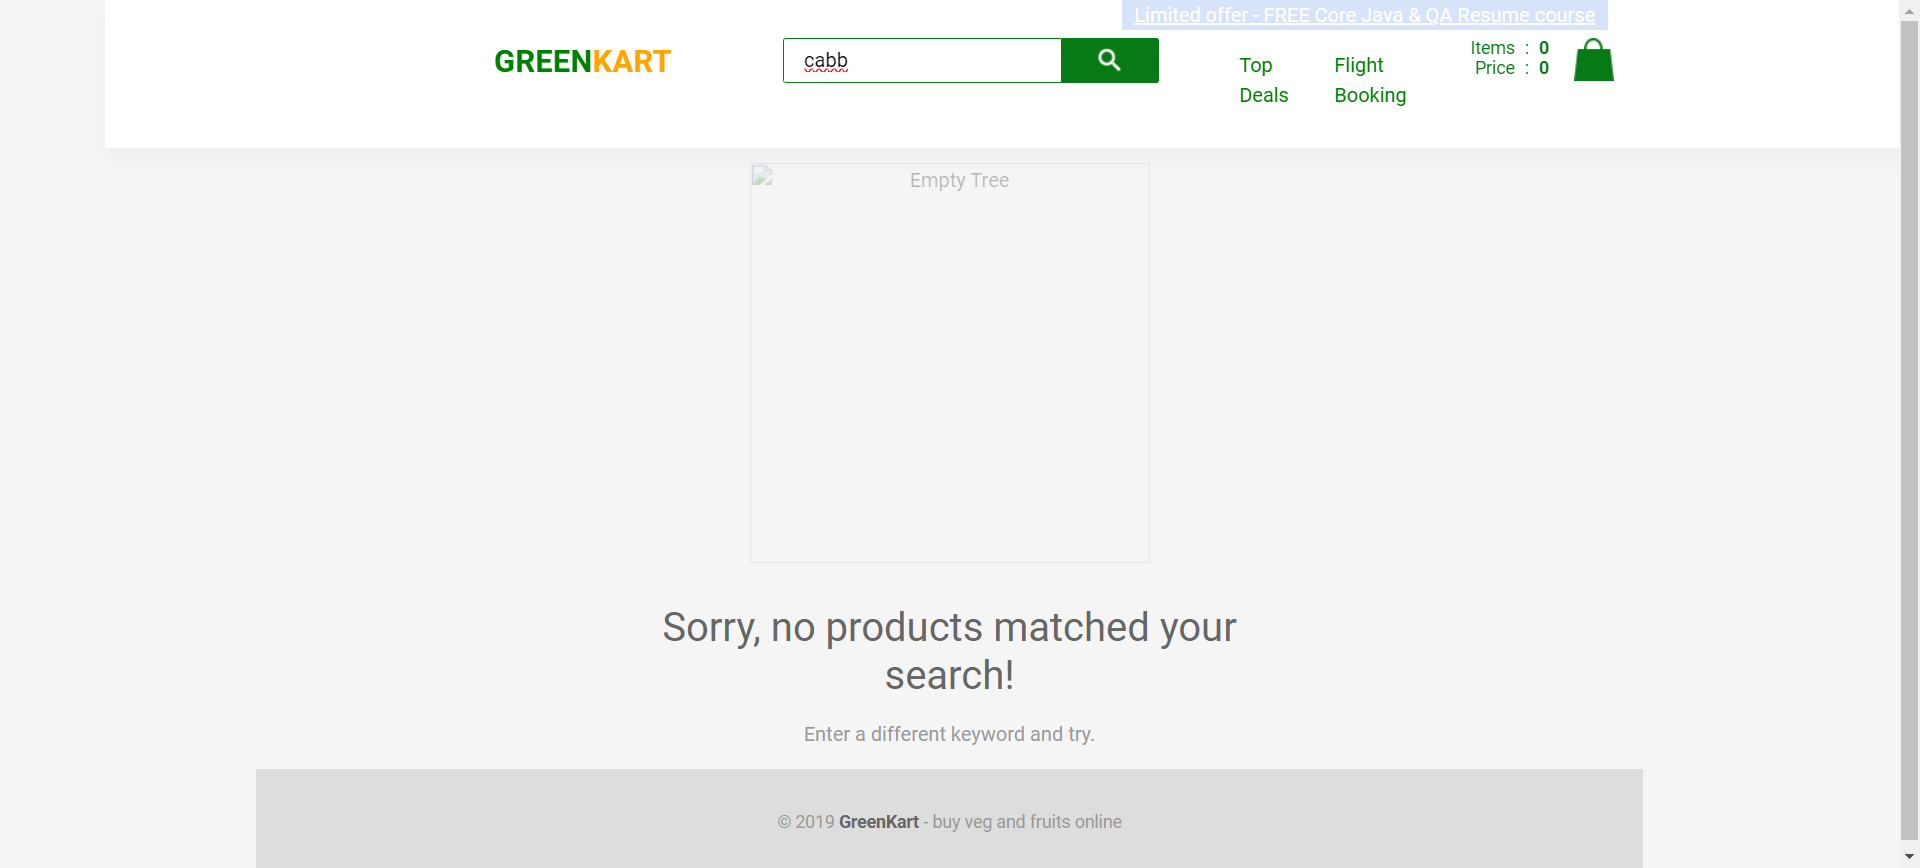 Limited offer - FREE Core Java & QA Resume course
GREENKART
cabb
Top
Deals
Flight
Booking
Items : 0
Price : 0
Empty Tree
Sorry, no products matched your
search!
Enter a different keyword and try.
© 2019 GreenKart - buy veg and fruits online